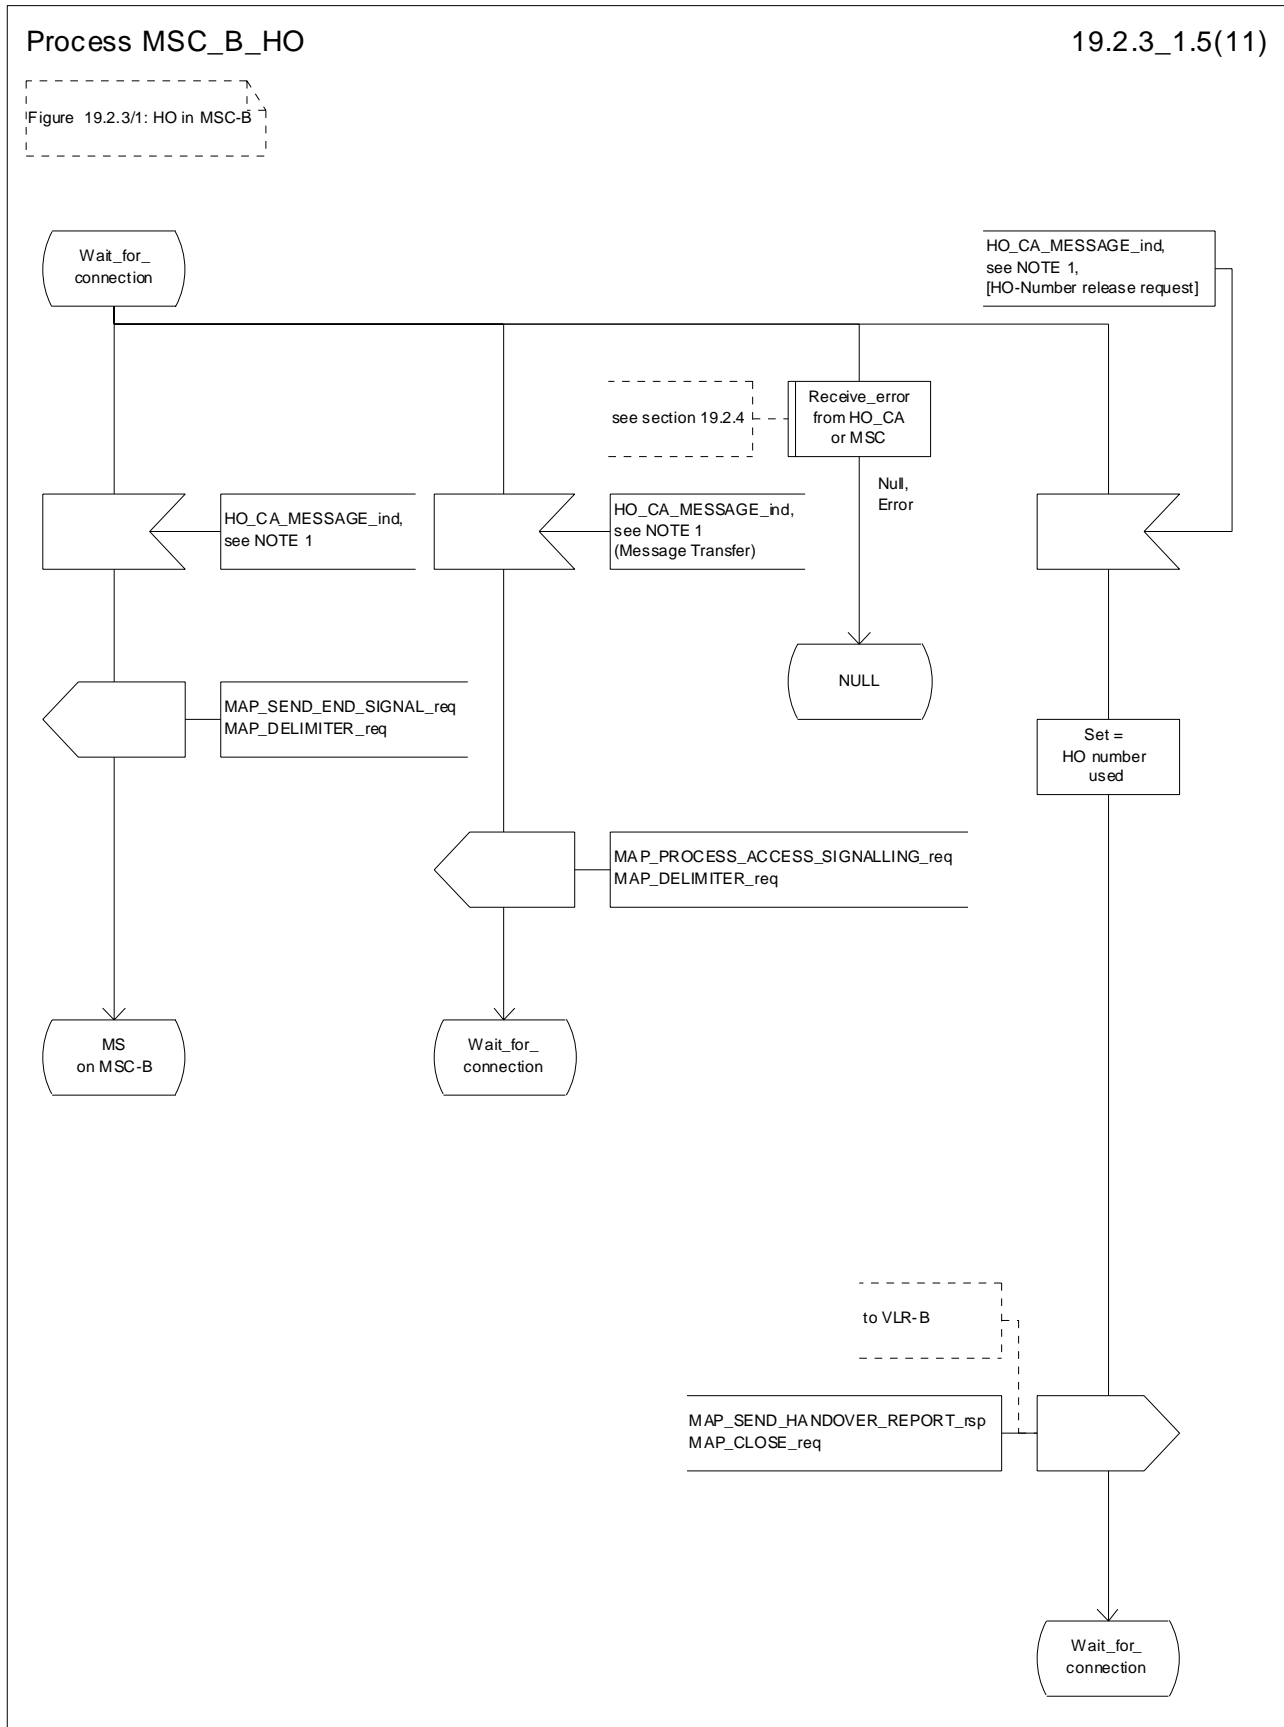 Process MSC_B_HO
19.2.3_1.5(11)
Figure 19.2.3/1: HO in MSC-B
Wait_for_
connection
HO_CA_MESSAGE_ind,
see NOTE 1,
[HO-Number release request]
see section 19.2.4
Receive_error
from HO_CA
or MSC
Null,
Error
HO_CA_MESSAGE_ind,
see NOTE 1
HO_CA_MESSAGE_ind,
see NOTE 1
(Message Transfer)
NULL
MAP_SEND_END_SIGNAL_req
MAP_DELIMITER_req
Set =
HO number
used
MAP_PROCESS_ACCESS_SIGNALLING_req
MAP_DELIMITER_req
MS
on MSC-B
Wait_for_
connection
to VLR-B
MAP_SEND_HANDOVER_REPORT_rsp
MAP_CLOSE_req
Wait_for_
connection